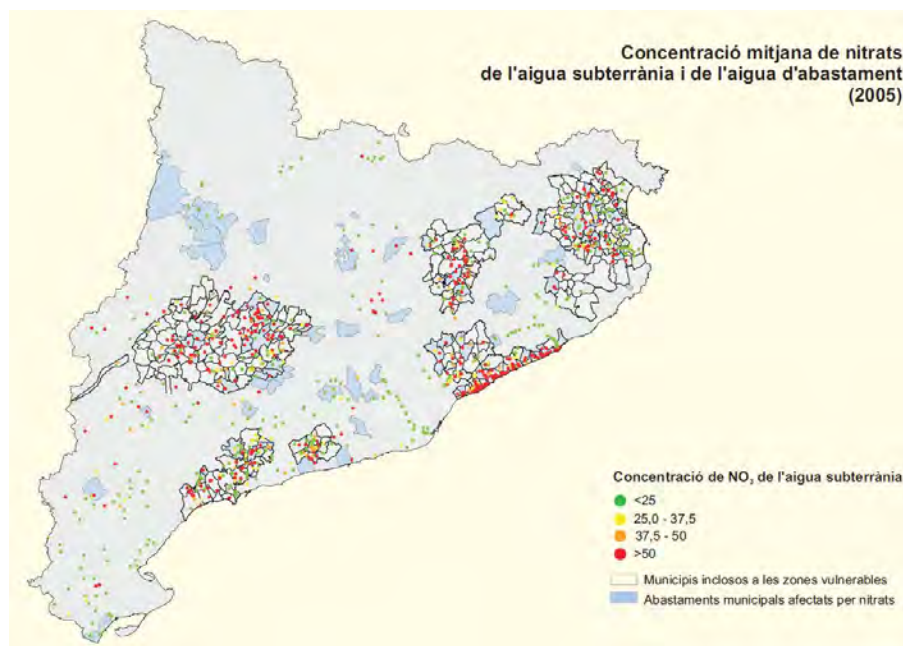 Concentració mitjana de nitrats
de l'aigua subterrània i de l'aigua d'abastament
(2005)
Concentració de NO₃ de l'aigua subterrània
<25
25,0 - 37,5
37,5 - 50
>50
Municipis inclosos a les zones vulnerables
Abastaments municipals afectats per nitrats